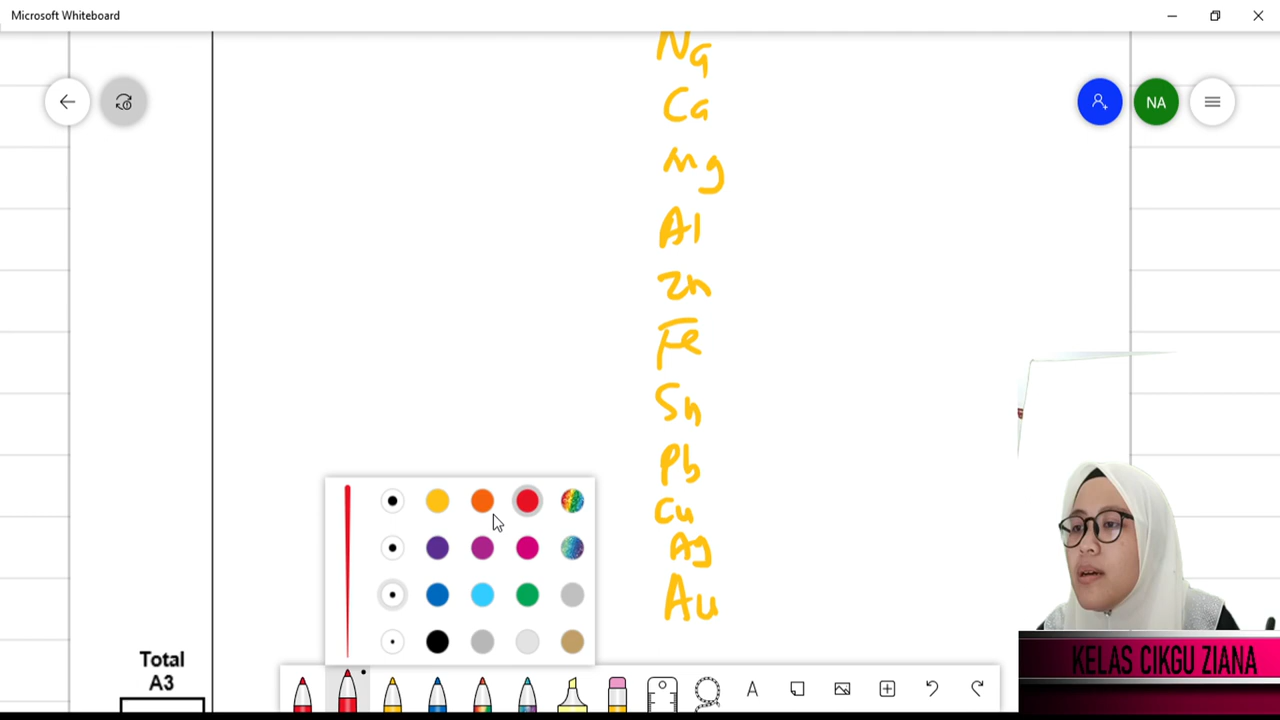 Microsoft Whiteboard
Na
Ca
NA
Mg
Al
Zn
Fe
Sn
Pb
Cu
Ag
Au
Total
A3
A
KELAS CIKGU ZIANA